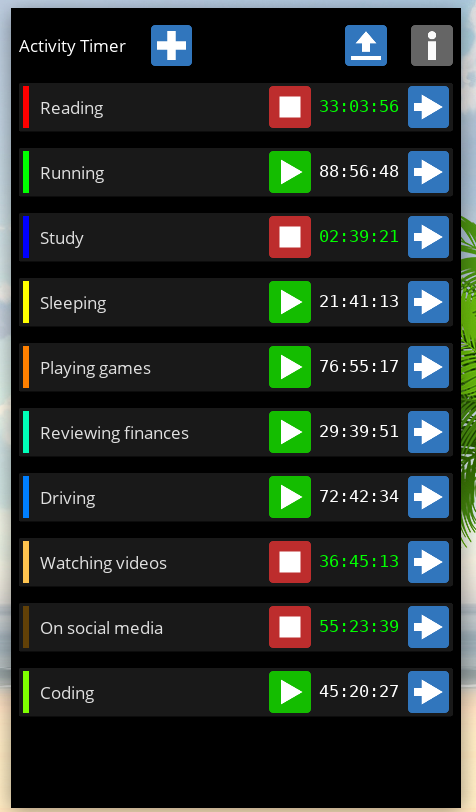 Activity Timer
Reading 33:03:56
Running 88:56:48
Study 02:39:21
Sleeping 21:41:13
Playing games 76:55:17
Reviewing finances 29:39:51
Driving 72:42:34
Watching videos 36:45:13
On social media 55:23:39
Coding 45:20:27